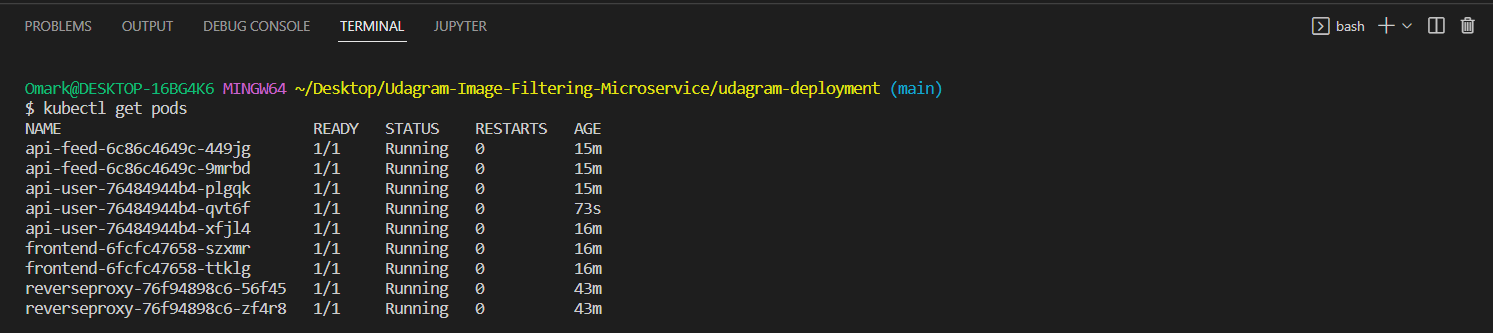 PROBLEMS OUTPUT DEBUG CONSOLE TERMINAL JUPYTER bash
Omark@DESKTOP-16BG4K6 MINGW64 ~/Desktop/Udagram-Image-Filtering-Microservice/udagram-deployment (main)
$ kubectl get pods
NAME READY STATUS RESTARTS AGE
api-feed-6c86c4649c-449jg 1/1 Running 0 15m
api-feed-6c86c4649c-9mrbd 1/1 Running 0 15m
api-user-76484944b4-plgqk 1/1 Running 0 15m
api-user-76484944b4-qvt6f 1/1 Running 0 73s
api-user-76484944b4-xfjl4 1/1 Running 0 16m
frontend-6fcfc47658-szxmr 1/1 Running 0 16m
frontend-6fcfc47658-ttklg 1/1 Running 0 16m
reverseproxy-76f94898c6-56f45 1/1 Running 0 43m
reverseproxy-76f94898c6-zf4r8 1/1 Running 0 43m